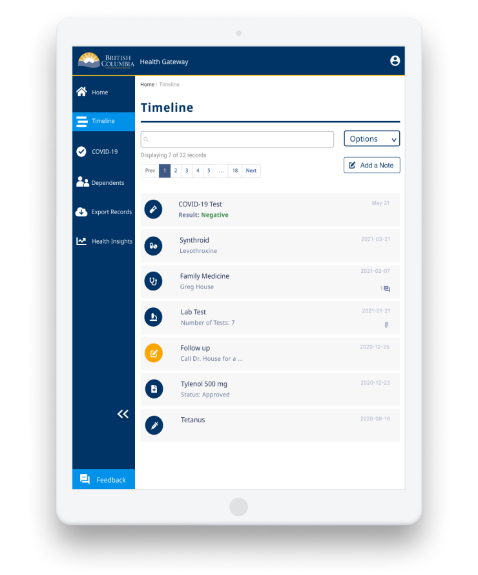 BRITISH
COLUMBIA
Health Gateway
Home
Timeline
COVID-19
Dependents
Export Records
Health Insights
Feedback
Home / Timeline
Timeline
Options
Displaying 7 of 33 records
Add a Note
Prev 1 2 3 4 5 ... 18 Next
COVID-19 Test May 21
Result: Negative
Synthroid 2021-03-21
Levothroxine
Family Medicine 2021-02-07
Greg House
Lab Test 2021-01-21
Number of Tests: 7
Follow up 2020-12-25
Call Dr. House for a ...
Tylenol 500 mg 2020-12-23
Status: Approved
Tetanus 2020-08-10